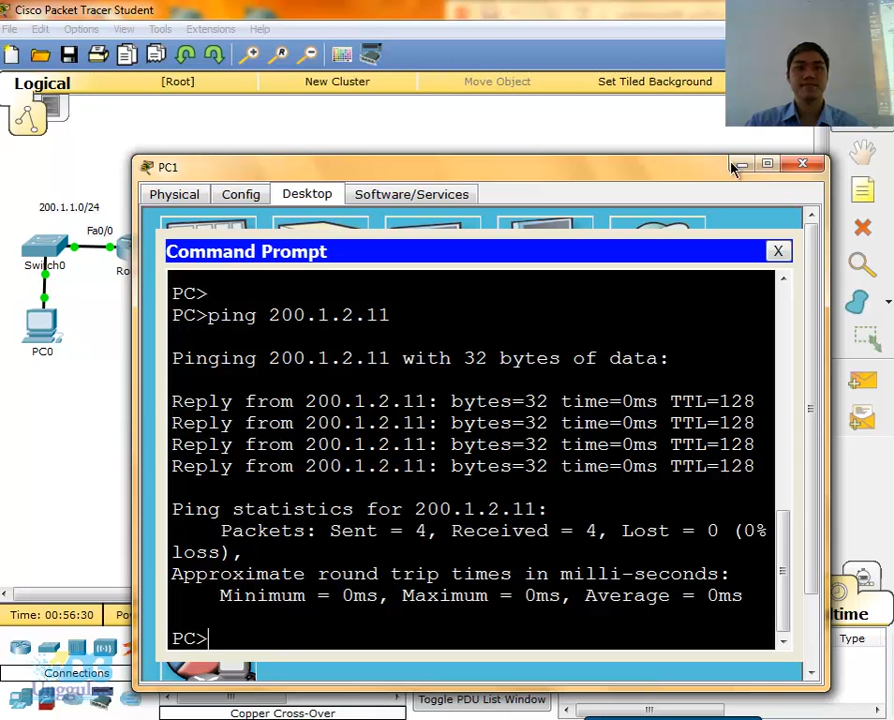 Cisco Packet Tracer Student
File Edit Options View Tools Extensions Help
Logical [Root] New Cluster Move Object Set Tiled Background
PC1
Physical Config Desktop Software/Services
200.1.1.0/24
Fa0/0
Switch0 Ro
PC0
Command Prompt X
PC>
PC>ping 200.1.2.11
Pinging 200.1.2.11 with 32 bytes of data:
Reply from 200.1.2.11: bytes=32 time=0ms TTL=128
Reply from 200.1.2.11: bytes=32 time=0ms TTL=128
Reply from 200.1.2.11: bytes=32 time=0ms TTL=128
Reply from 200.1.2.11: bytes=32 time=0ms TTL=128
Ping statistics for 200.1.2.11:
Packets: Sent = 4, Received = 4, Lost = 0 (0%
loss),
Approximate round trip times in milli-seconds:
Minimum = 0ms, Maximum = 0ms, Average = 0ms
PC>
Time: 00:56:30 Po time
Type
Connections
Unggul
Toggle PDU List Window
Copper Cross-Over